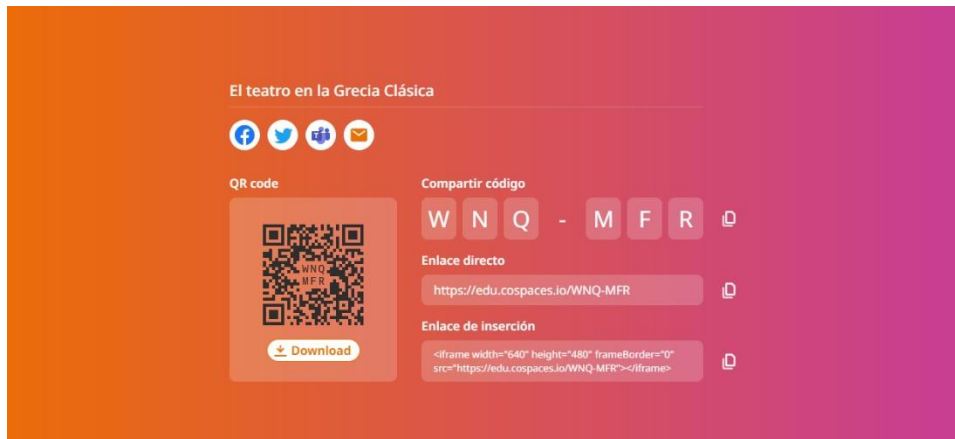 El teatro en la Grecia Clásica
QR code
WNQ-
MFR
Download
Compartir código
W N Q - M F R
Enlace directo
https://edu.cospaces.io/WNQ-MFR
Enlace de inserción
<iframe width="640" height="480" frameBorder="0"
src="https://edu.cospaces.io/WNQ-MFR"></iframe>